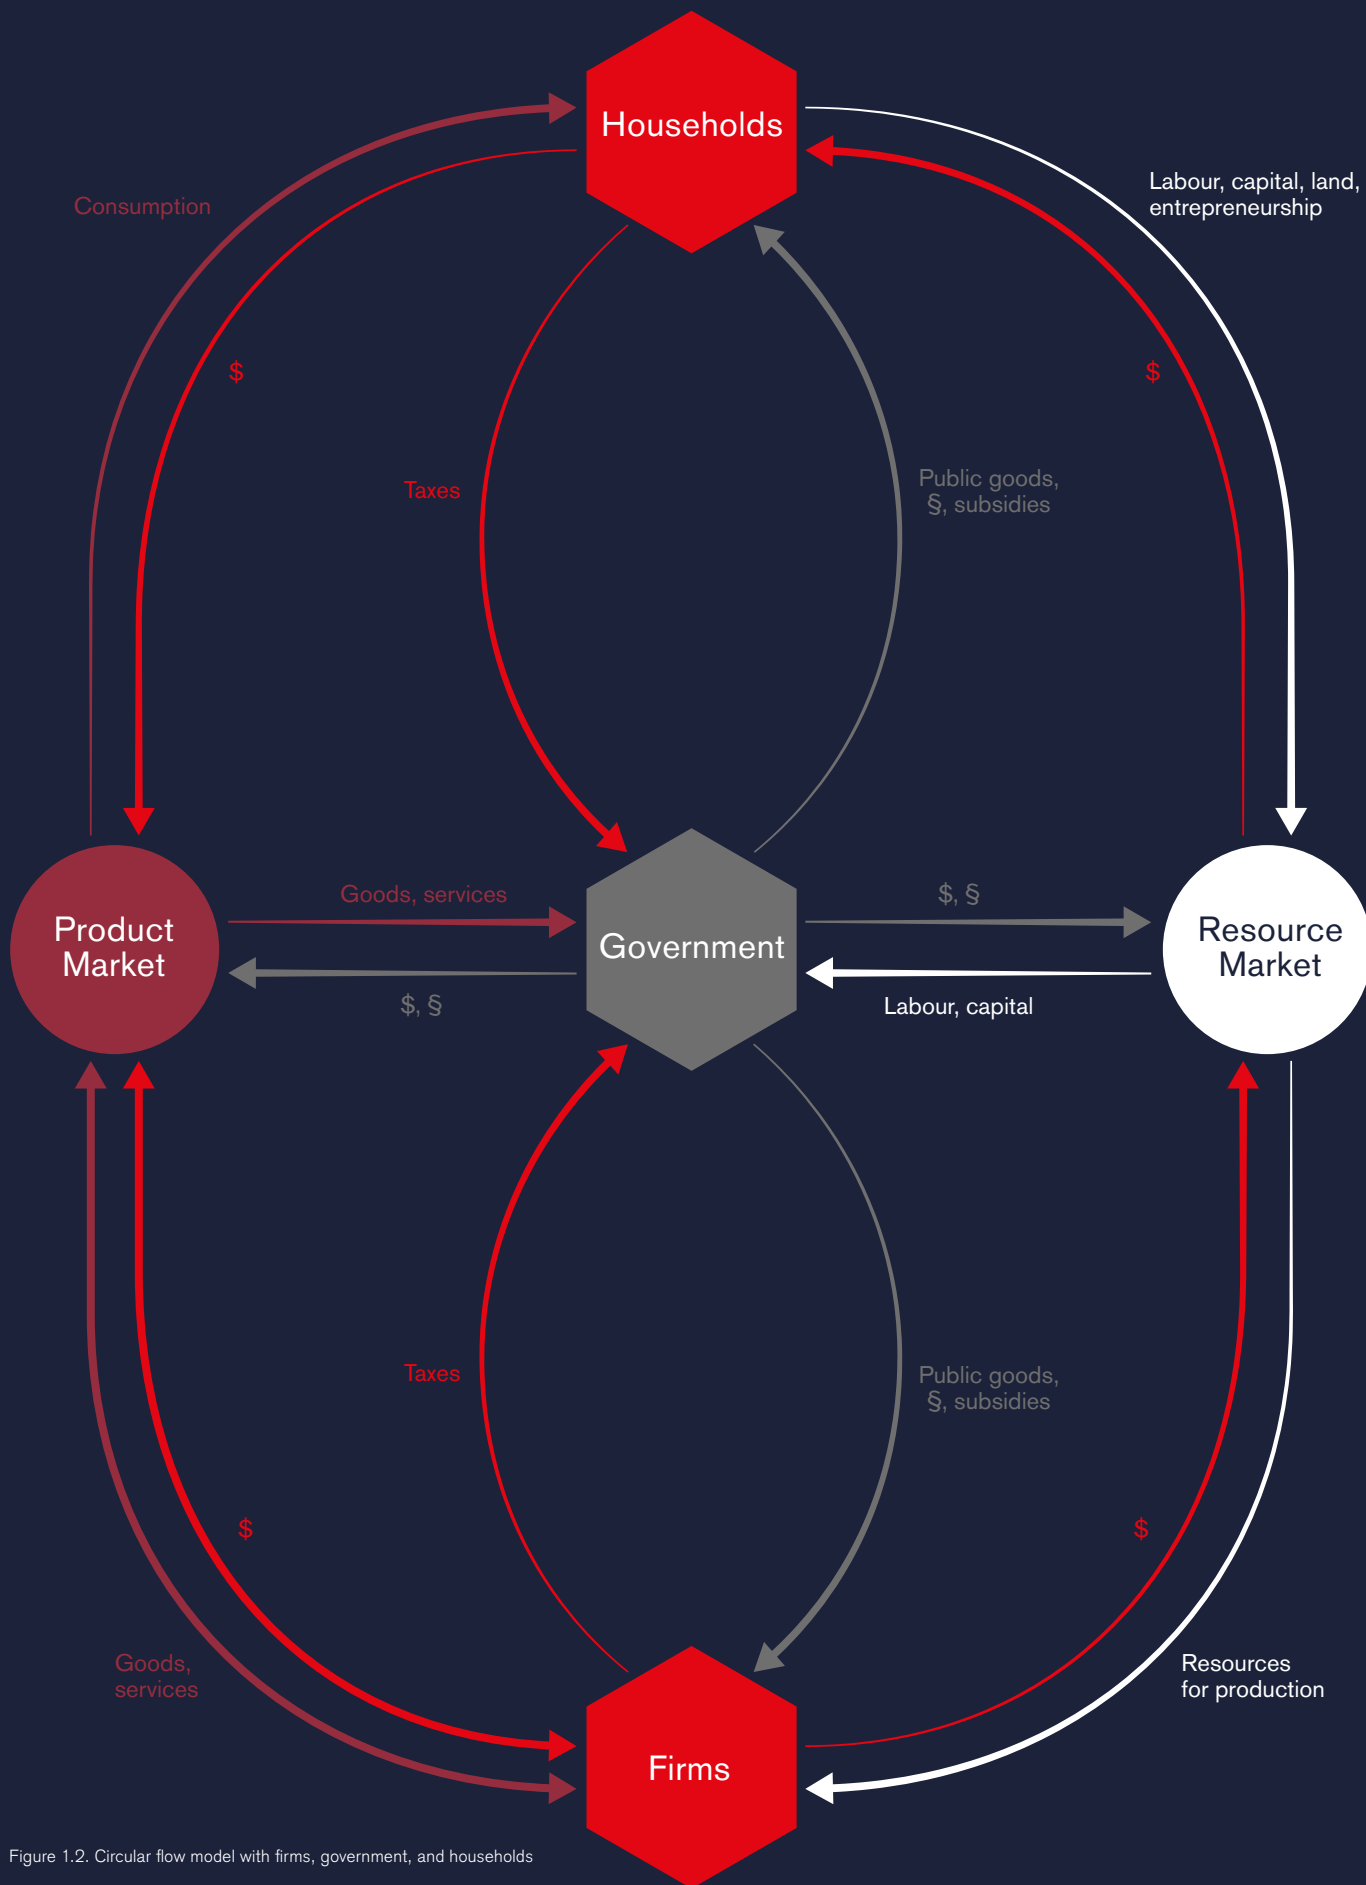 Households
Labour, capital, land,
entrepreneurship
Consumption
$
$
Taxes
Public goods,
§, subsidies
Goods, services
$, §
Product
Market
Government
Resource
Market
$, §
Labour, capital
Taxes
Public goods,
§, subsidies
$
$
Goods,
services
Resources
for production
Firms
Figure 1.2. Circular flow model with firms, government, and households